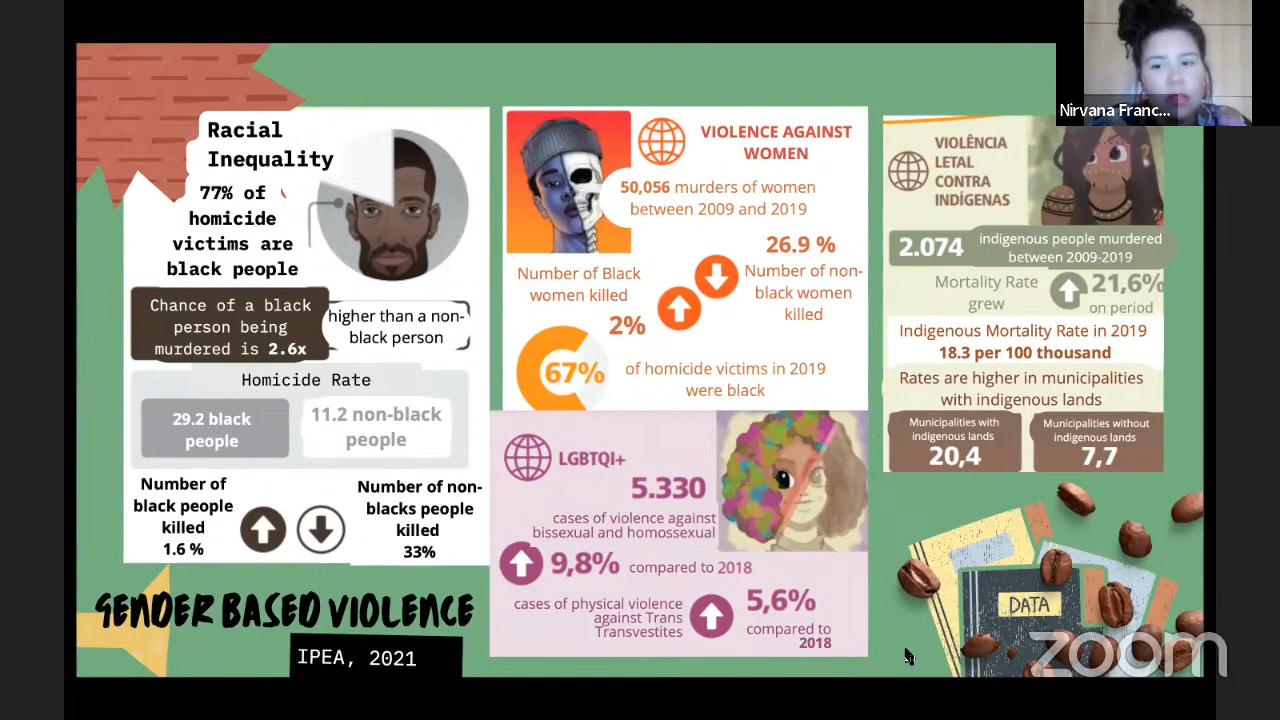 Nirvana Franc...
Racial
Inequality
77% of
homicide
victims are
black people
Chance of a black
person being
murdered is 2.6x
higher than a non-
black person
Homicide Rate
29.2 black
people
11.2 non-black
people
Number of
black people
killed
1.6 %
Number of non-
blacks people
killed
33%
GENDER BASED VIOLENCE
IPEA, 2021
VIOLENCE AGAINST
WOMEN
50,056 murders of women
between 2009 and 2019
Number of Black
women killed
2%
26.9 %
Number of non-
black women
killed
67%
of homicide victims in 2019
were black
LGBTQI+
5.330
cases of violence against
bissexual and homossexual
9,8% compared to 2018
cases of physical violence
against Trans
Transvestites
5,6%
compared to
2018
VIOLÊNCIA
LETAL
CONTRA
INDÍGENAS
2.074
indigenous people murdered
between 2009-2019
Mortality Rate
grew
21,6%
on period
Indigenous Mortality Rate in 2019
18.3 per 100 thousand
Rates are higher in municipalities
with indigenous lands
Municipalities with
indigenous lands
20,4
Municipalities without
indigenous lands
7,7
DATA
zoom